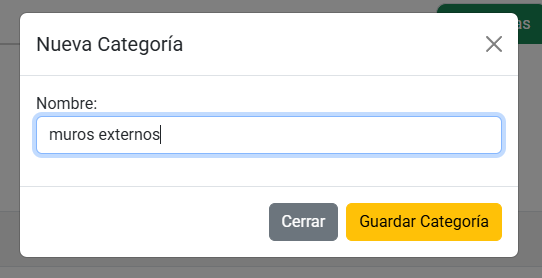 Nueva Categoría
Nombre:
muros externos
Cerrar
Guardar Categoría